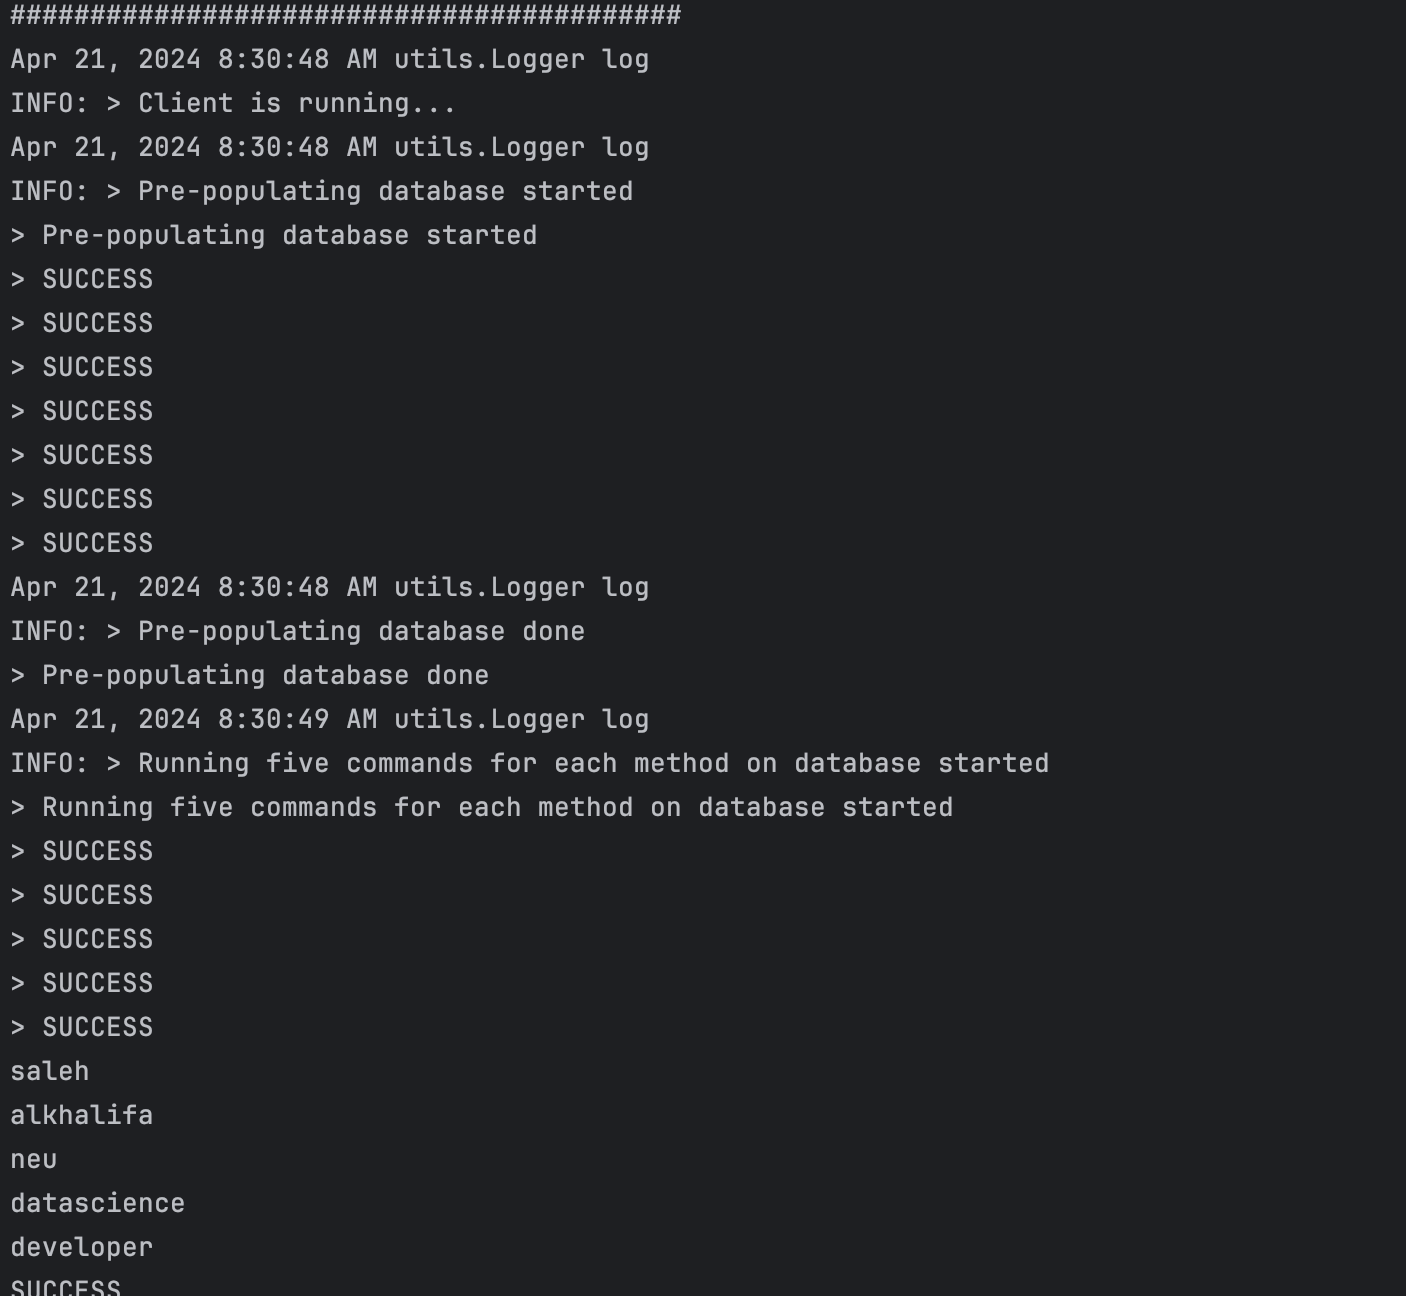 ##########################################
Apr 21, 2024 8:30:48 AM utils.Logger log
INFO: > Client is running...
Apr 21, 2024 8:30:48 AM utils.Logger log
INFO: > Pre-populating database started
> Pre-populating database started
> SUCCESS
> SUCCESS
> SUCCESS
> SUCCESS
> SUCCESS
> SUCCESS
> SUCCESS
Apr 21, 2024 8:30:48 AM utils.Logger log
INFO: > Pre-populating database done
> Pre-populating database done
Apr 21, 2024 8:30:49 AM utils.Logger log
INFO: > Running five commands for each method on database started
> Running five commands for each method on database started
> SUCCESS
> SUCCESS
> SUCCESS
> SUCCESS
> SUCCESS
saleh
alkhalifa
neu
datascience
developer
SUCCESS